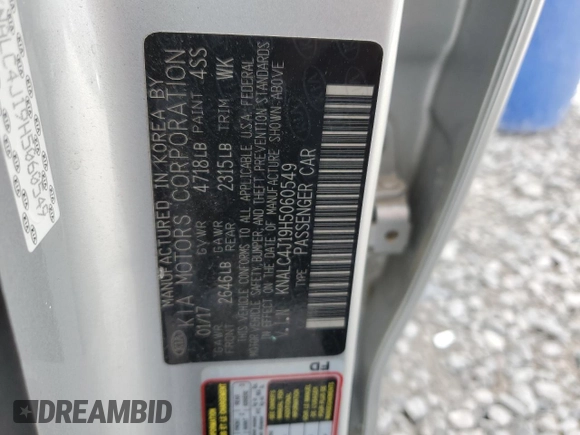 MANUFACTURED IN KOREA BY
KIA MOTORS CORPORATION
01/17 GVWR 4718LB PAINT 4SS
GAWR FRONT 2646LB GAWR REAR 2315LB TRIM WK
THIS VEHICLE CONFORMS TO ALL APPLICABLE U.S.A. FEDERAL
MOTOR VEHICLE SAFETY, BUMPER, AND THEFT PREVENTION STANDARDS
IN EFFECT ON THE DATE OF MANUFACTURE SHOWN ABOVE
V.I.N KNALC4J19H5060549
TYPE PASSENGER CAR
KIA
FD
DREAMBID